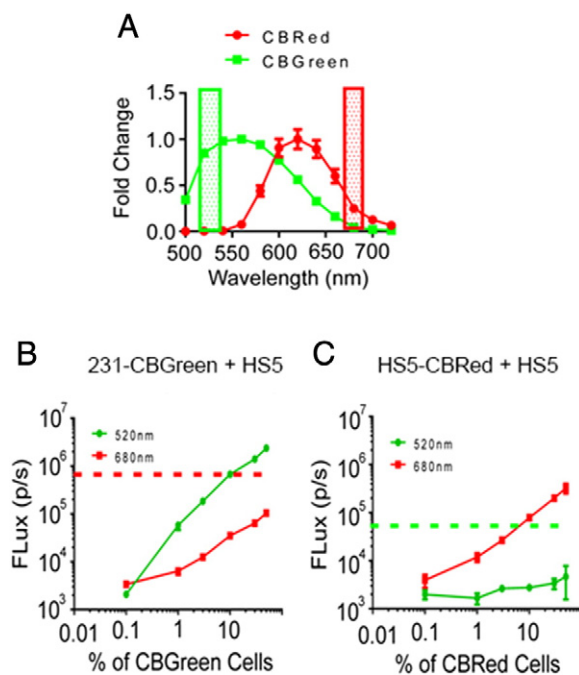 A
CBRed
CBGreen
Fold Change
1.5
1.0
0.5
0.0
500 550 600 650 700
Wavelength (nm)
B
231-CBGreen + HS5
FLux (p/s)
10^7
10^6
10^5
10^4
10^3
520nm
680nm
0.01 0.1 1 10
% of CBGreen Cells
C
HS5-CBRed + HS5
FLux (p/s)
10^7
10^6
10^5
10^4
10^3
520nm
680nm
0.01 0.1 1 10
% of CBRed Cells